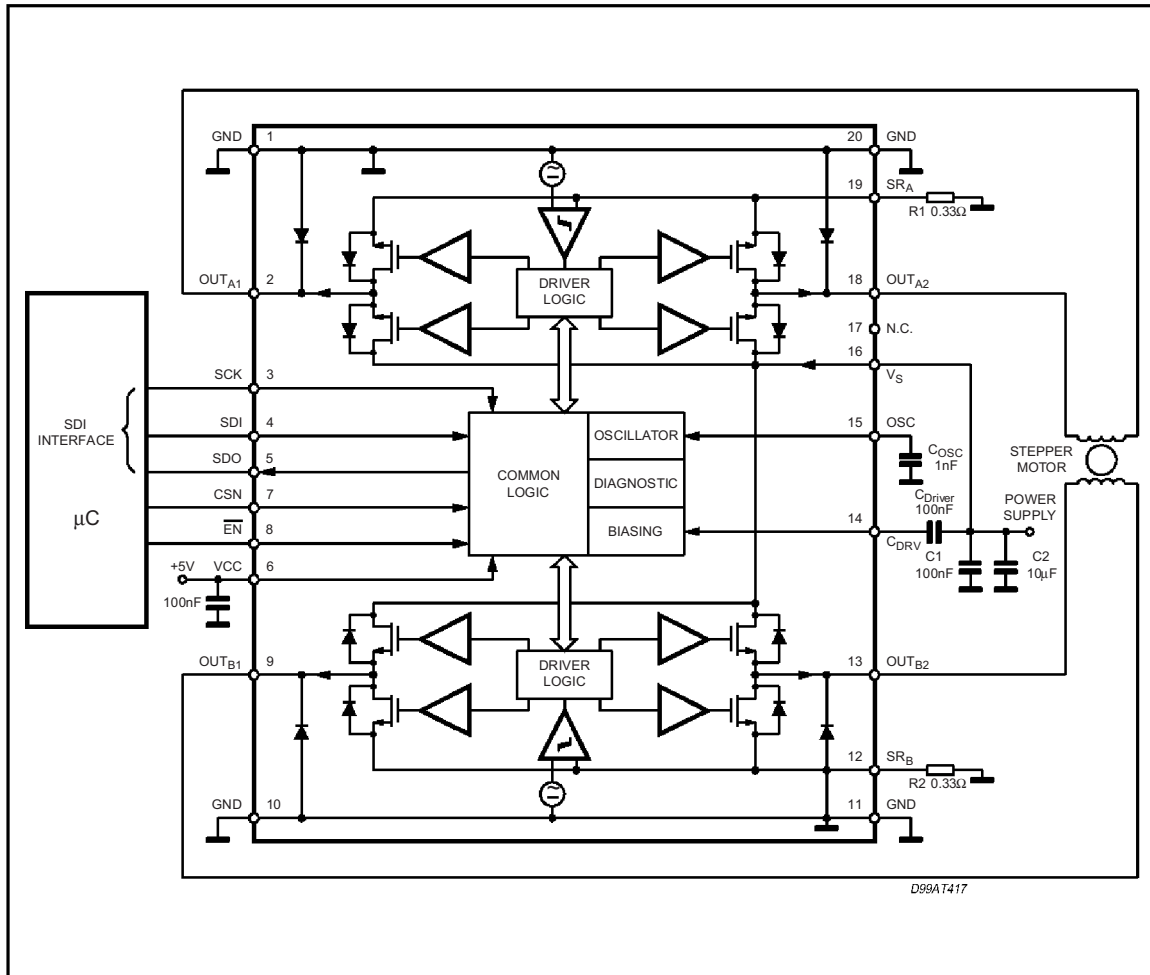 GND 1
20 GND
19 SRA
R1 0.33Ω
DRIVER
LOGIC
OUTA1 2
18 OUTA2
17 N.C.
16
VS
SCK 3
SDI
INTERFACE
SDI 4
SDO 5
CSN 7
EN 8
μC
+5V VCC 6
100nF
COMMON
LOGIC
OSCILLATOR
DIAGNOSTIC
BIASING
15 OSC
COSC
1nF
CDriver
100nF
14
CDRV
C1
100nF
C2
10μF
STEPPER
MOTOR
POWER
SUPPLY
OUTB1 9
DRIVER
LOGIC
13 OUTB2
12 SRB
R2 0.33Ω
GND 10
11 GND
D99AT417